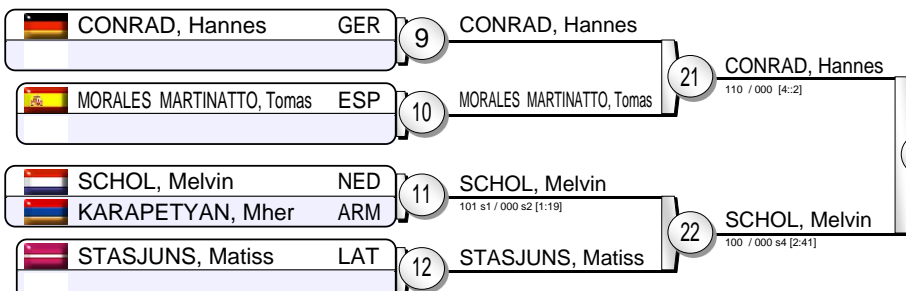 CONRAD, Hannes GER
9
CONRAD, Hannes
MORALES MARTINATTO, Tomas ESP
10
MORALES MARTINATTO, Tomas
21
CONRAD, Hannes
110 / 000 [4::2]
SCHOL, Melvin NED
KARAPETYAN, Mher ARM
11
SCHOL, Melvin
101 s1 / 000 s2 [1:19]
STASJUNS, Matiss LAT
12
STASJUNS, Matiss
22
SCHOL, Melvin
100 / 000 s4 [2:41]